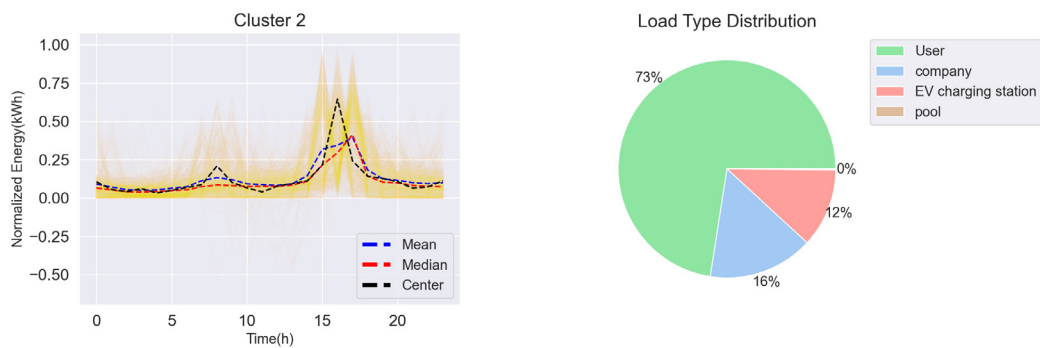 Cluster 2
Normalized Energy(kWh)
1.00
0.75
0.50
0.25
0.00
−0.25
−0.50
0
5
10
15
20
Time(h)
Mean
Median
Center
Load Type Distribution
73%
0%
12%
16%
User
company
EV charging station
pool